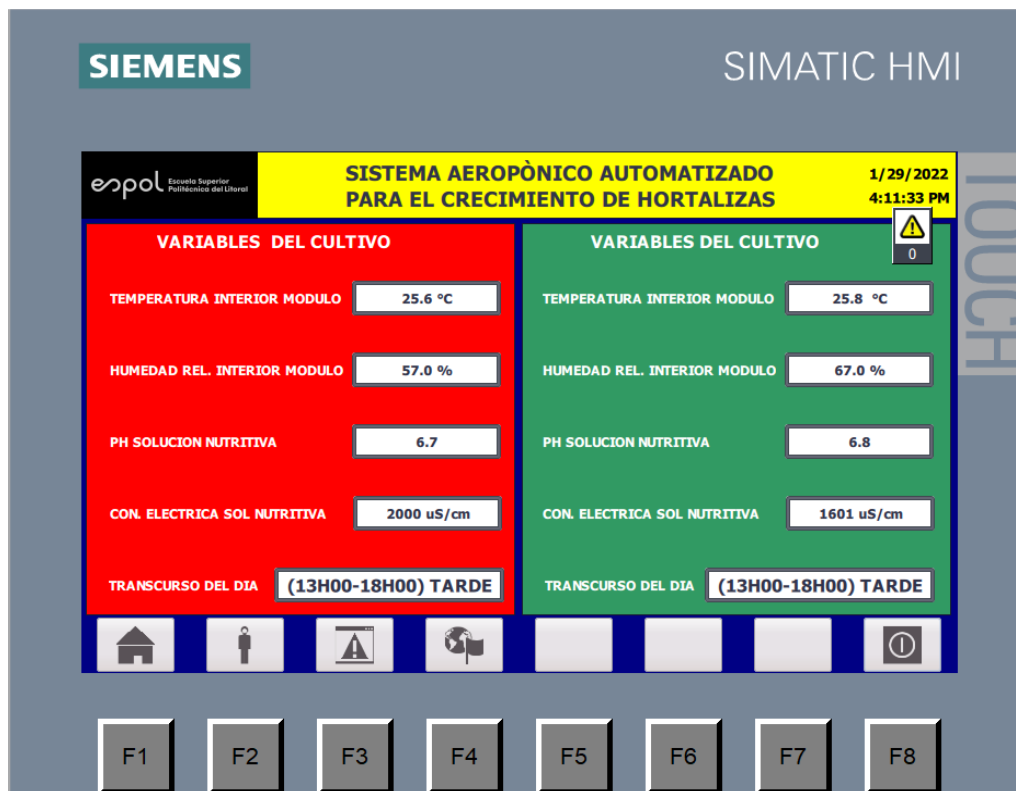 SIEMENS
SIMATIC HMI
TOUCH
espol Escuela Superior
Politécnica del Litoral
SISTEMA AEROPÒNICO AUTOMATIZADO
PARA EL CRECIMIENTO DE HORTALIZAS
1/29/2022
4:11:33 PM
0
VARIABLES DEL CULTIVO
TEMPERATURA INTERIOR MODULO 25.6 °C
HUMEDAD REL. INTERIOR MODULO 57.0 %
PH SOLUCION NUTRITIVA 6.7
CON. ELECTRICA SOL NUTRITIVA 2000 uS/cm
TRANSCURSO DEL DIA (13H00-18H00) TARDE
VARIABLES DEL CULTIVO
TEMPERATURA INTERIOR MODULO 25.8 °C
HUMEDAD REL. INTERIOR MODULO 67.0 %
PH SOLUCION NUTRITIVA 6.8
CON. ELECTRICA SOL NUTRITIVA 1601 uS/cm
TRANSCURSO DEL DIA (13H00-18H00) TARDE
F1 F2 F3 F4 F5 F6 F7 F8